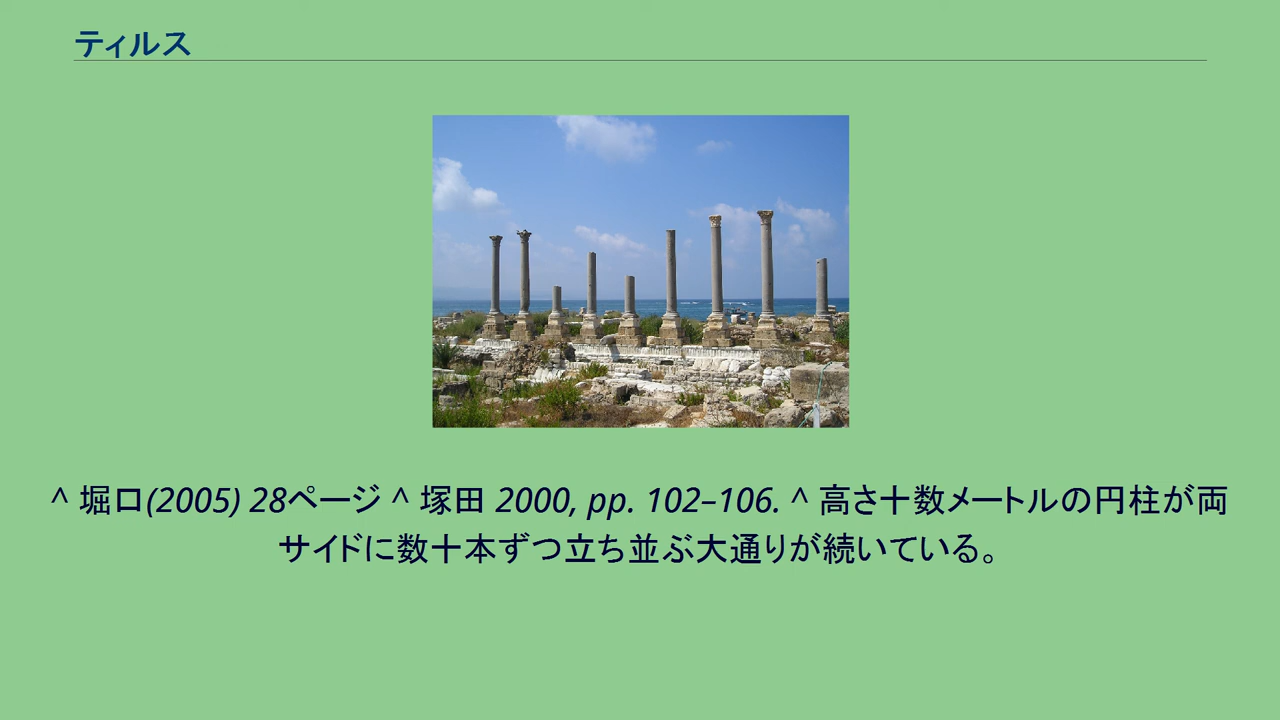 ティルス
^ 堀口(2005) 28ページ ^ 塚田 2000, pp. 102–106. ^ 高さ十数メートルの円柱が両
サイドに数十本ずつ立ち並ぶ大通りが続いている。